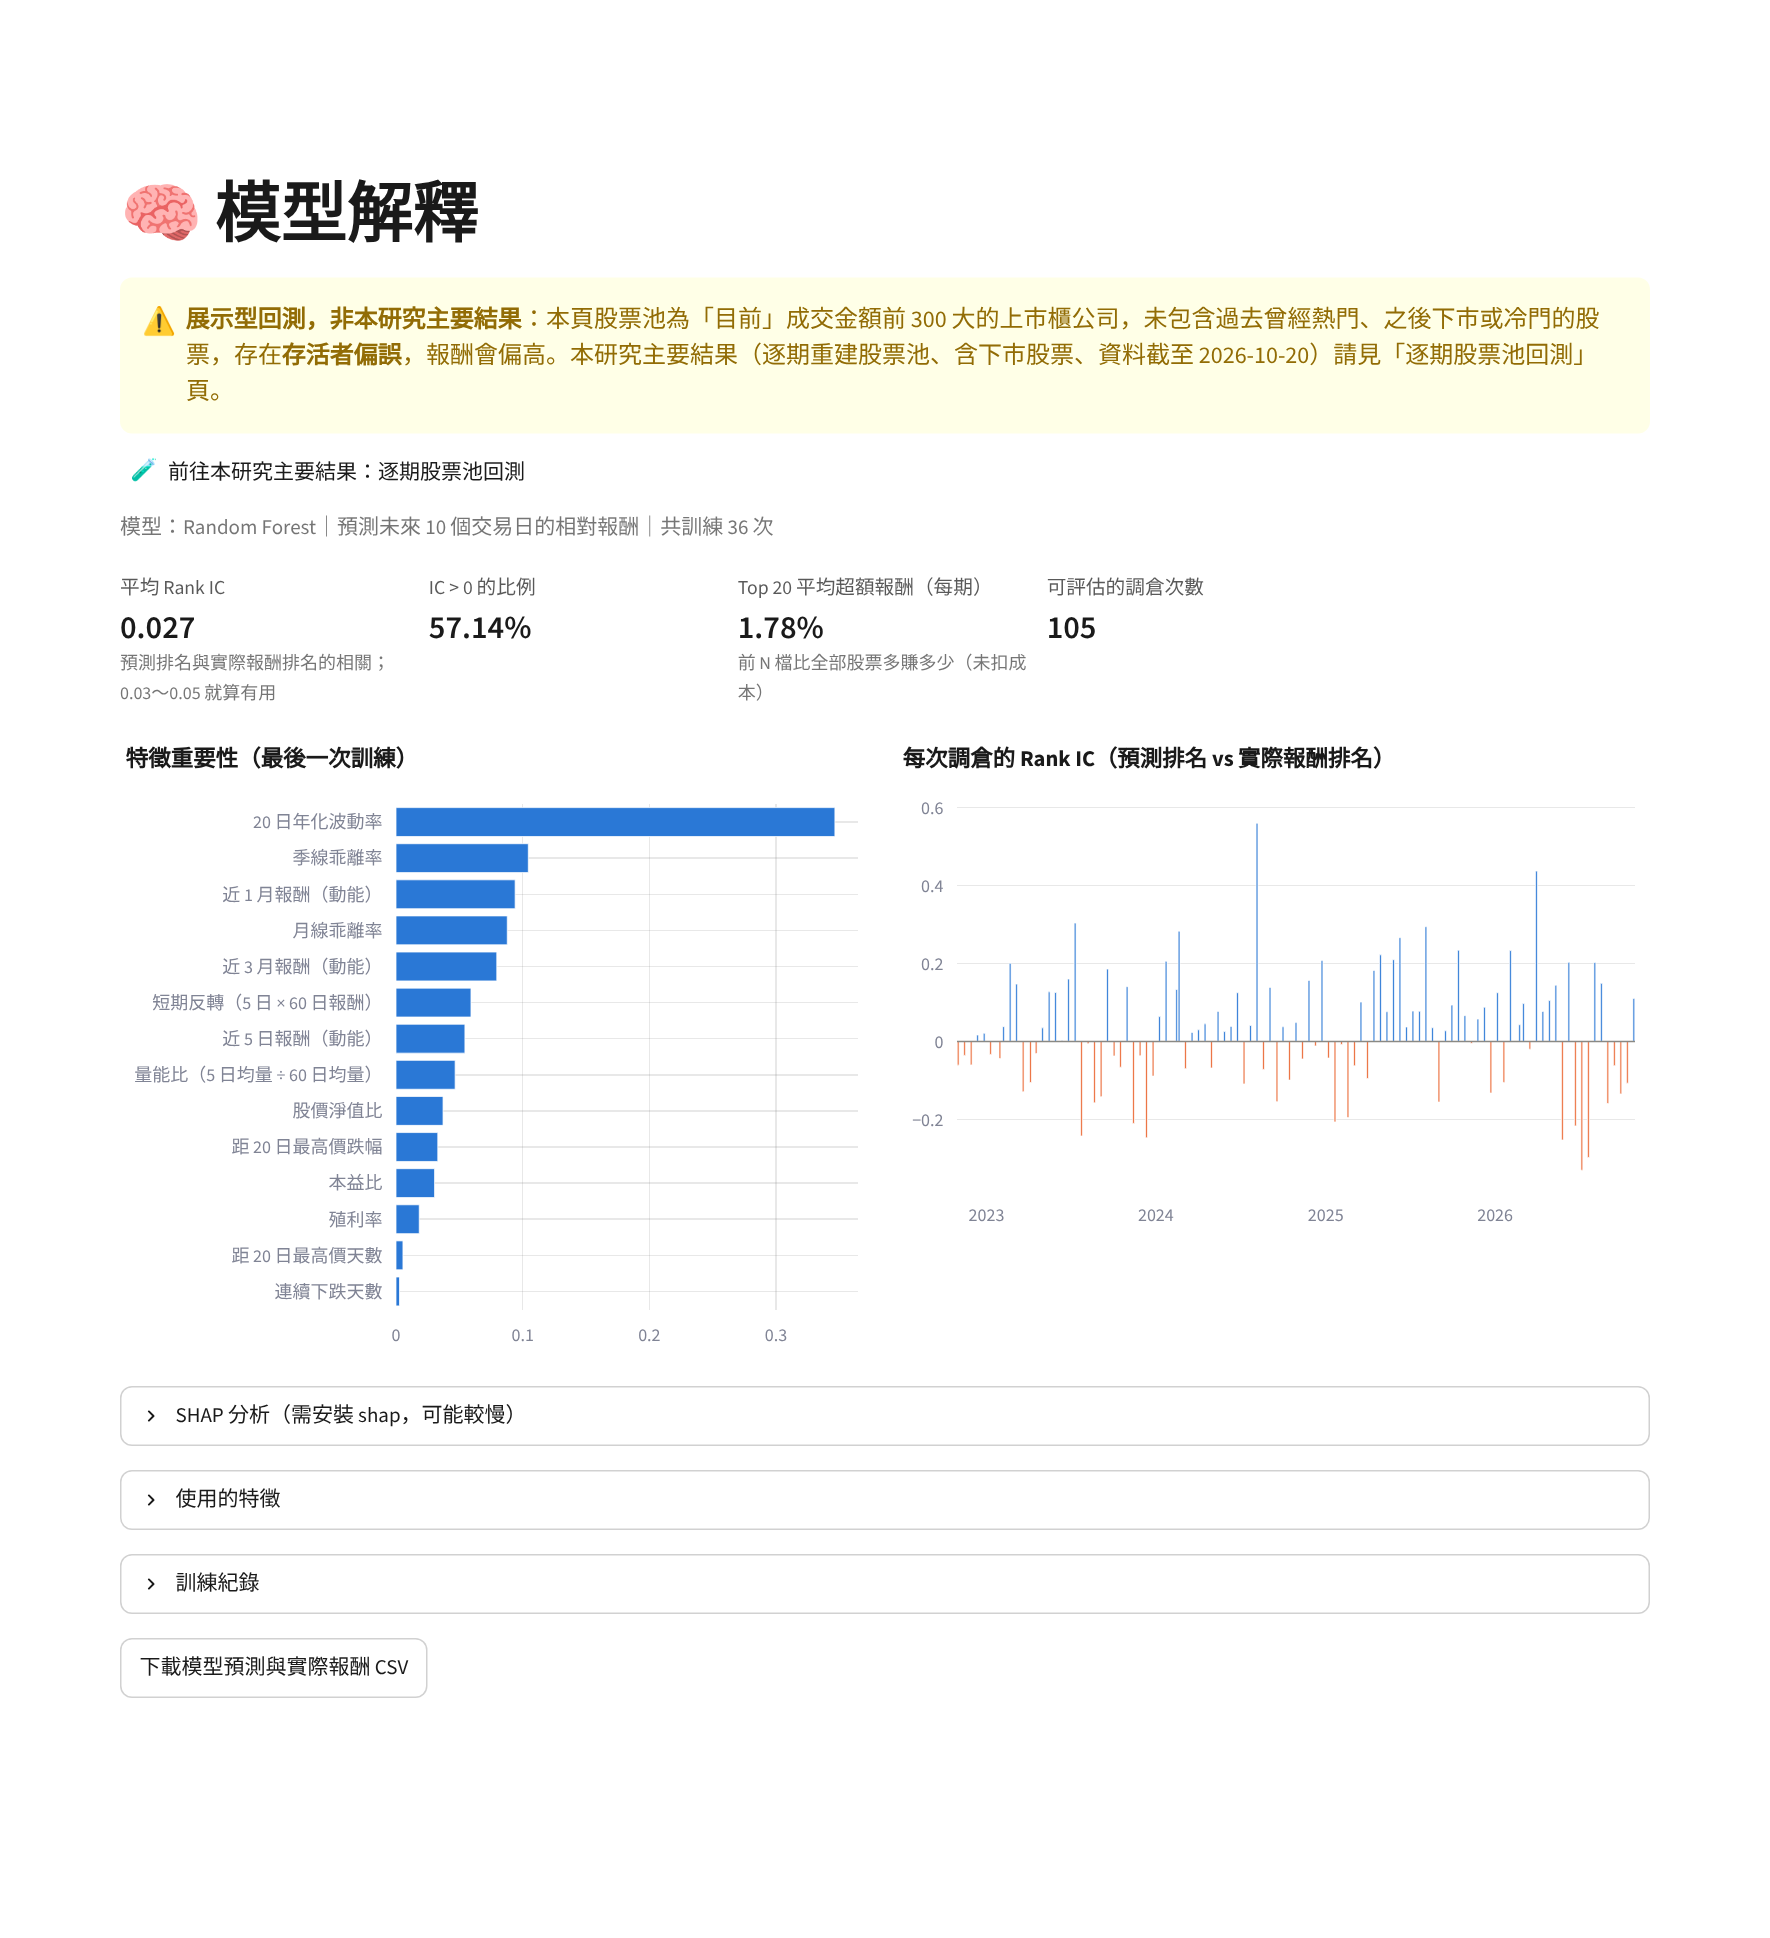 🧠 模型解釋
⚠️ 展示型回測，非本研究主要結果：本頁股票池為「目前」成交金額前 300 大的上市櫃公司，未包含過去曾經熱門、之後下市或冷門的股
票，存在存活者偏誤，報酬會偏高。本研究主要結果（逐期重建股票池、含下市股票、資料截至 2026-10-20）請見「逐期股票池回測」
頁。
🧪 前往本研究主要結果：逐期股票池回測
模型：Random Forest｜預測未來 10 個交易日的相對報酬｜共訓練 36 次
平均 Rank IC
0.027
預測排名與實際報酬排名的相關；
0.03～0.05 就算有用
IC > 0 的比例
57.14%
Top 20 平均超額報酬（每期）
1.78%
前 N 檔比全部股票多賺多少（未扣成
本）
可評估的調倉次數
105
特徵重要性（最後一次訓練）
20 日年化波動率
季線乖離率
近 1 月報酬（動能）
月線乖離率
近 3 月報酬（動能）
短期反轉（5 日 × 60 日報酬）
近 5 日報酬（動能）
量能比（5 日均量 ÷ 60 日均量）
股價淨值比
距 20 日最高價跌幅
本益比
殖利率
距 20 日最高價天數
連續下跌天數
0 0.1 0.2 0.3
每次調倉的 Rank IC（預測排名 vs 實際報酬排名）
0.6
0.4
0.2
0
−0.2
2023 2024 2025 2026
SHAP 分析（需安裝 shap，可能較慢）
使用的特徵
訓練紀錄
下載模型預測與實際報酬 CSV